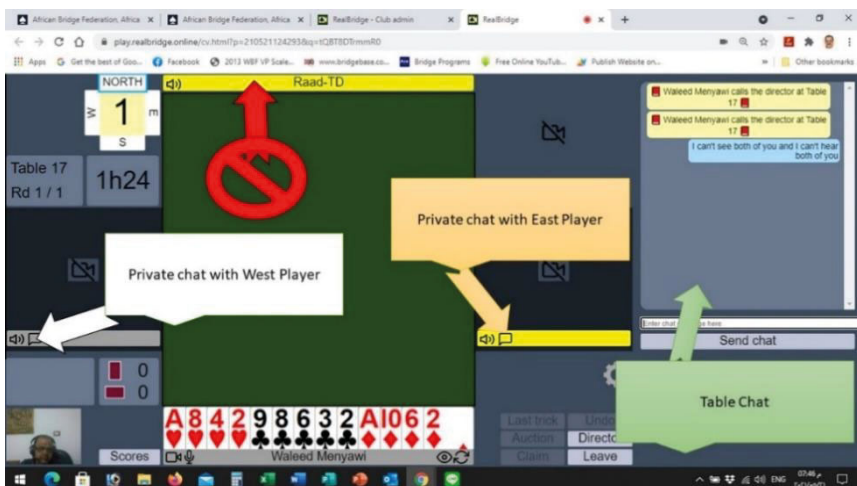 African Bridge Federation, Africa
African Bridge Federation, Africa
RealBridge - Club admin
RealBridge
play.realbridge.online/cv.html?p=210521124293&q=tQBT8DTrmmR0
Apps
Get the best of Goo...
Facebook
2013 WBF VP Scale...
www.bridgebase.co...
Bridge Programs
Free Online YouTub...
Publish Website on...
Other bookmarks
NORTH
W 1 E
S
Table 17
Rd 1 / 1
1h24
Raad-TD
Waleed Menyawi calls the director at Table
17
Waleed Menyawi calls the director at Table
17
I can't see both of you and I can't hear
both of you
Private chat with East Player
Private chat with West Player
Enter chat
here
Send chat
Table Chat
0
0
A 8 4 2 9 8 6 3 2 A 10 6 2
Waleed Menyawi
Scores
Last trick
Undo
Auction
Claim
Leave
ENG
07:46